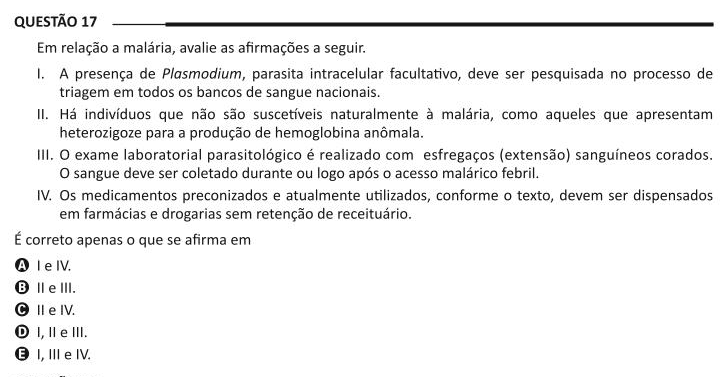 QUESTÃO 17
Em relação a malária, avalie as afirmações a seguir.
I. A presença de Plasmodium, parasita intracelular facultativo, deve ser pesquisada no processo de
triagem em todos os bancos de sangue nacionais.
II. Há indivíduos que não são suscetíveis naturalmente à malária, como aqueles que apresentam
heterozigoze para a produção de hemoglobina anômala.
III. O exame laboratorial parasitológico é realizado com esfregaços (extensão) sanguíneos corados.
O sangue deve ser coletado durante ou logo após o acesso malárico febril.
IV. Os medicamentos preconizados e atualmente utilizados, conforme o texto, devem ser dispensados
em farmácias e drogarias sem retenção de receituário.
É correto apenas o que se afirma em
A I e IV.
B II e III.
C II e IV.
D I, II e III.
E I, III e IV.